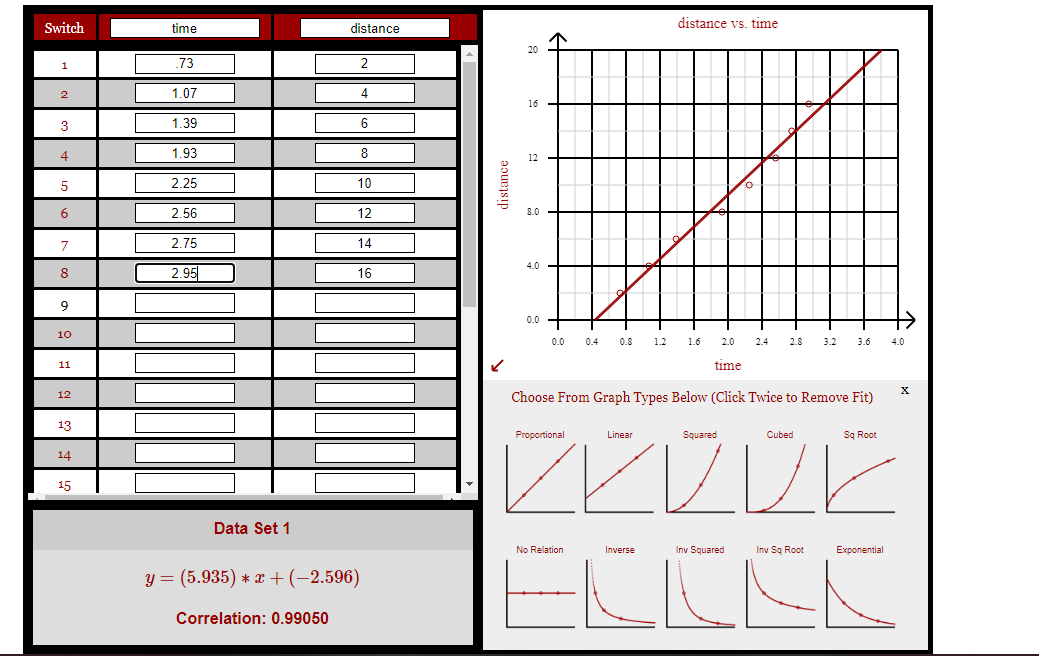 Switch time distance
1 .73 2
2 1.07 4
3 1.39 6
4 1.93 8
5 2.25 10
6 2.56 12
7 2.75 14
8 2.95 16
9
10
11
12
13
14
15
Data Set 1
y = (5.935) ∗ x + (−2.596)
Correlation: 0.99050
distance vs. time
20
16
12
8.0
4.0
0.0
distance
0.0 0.4 0.8 1.2 1.6 2.0 2.4 2.8 3.2 3.6 4.0
time
Choose From Graph Types Below (Click Twice to Remove Fit) x
Proportional Linear Squared Cubed Sq Root
No Relation Inverse Inv Squared Inv Sq Root Exponential